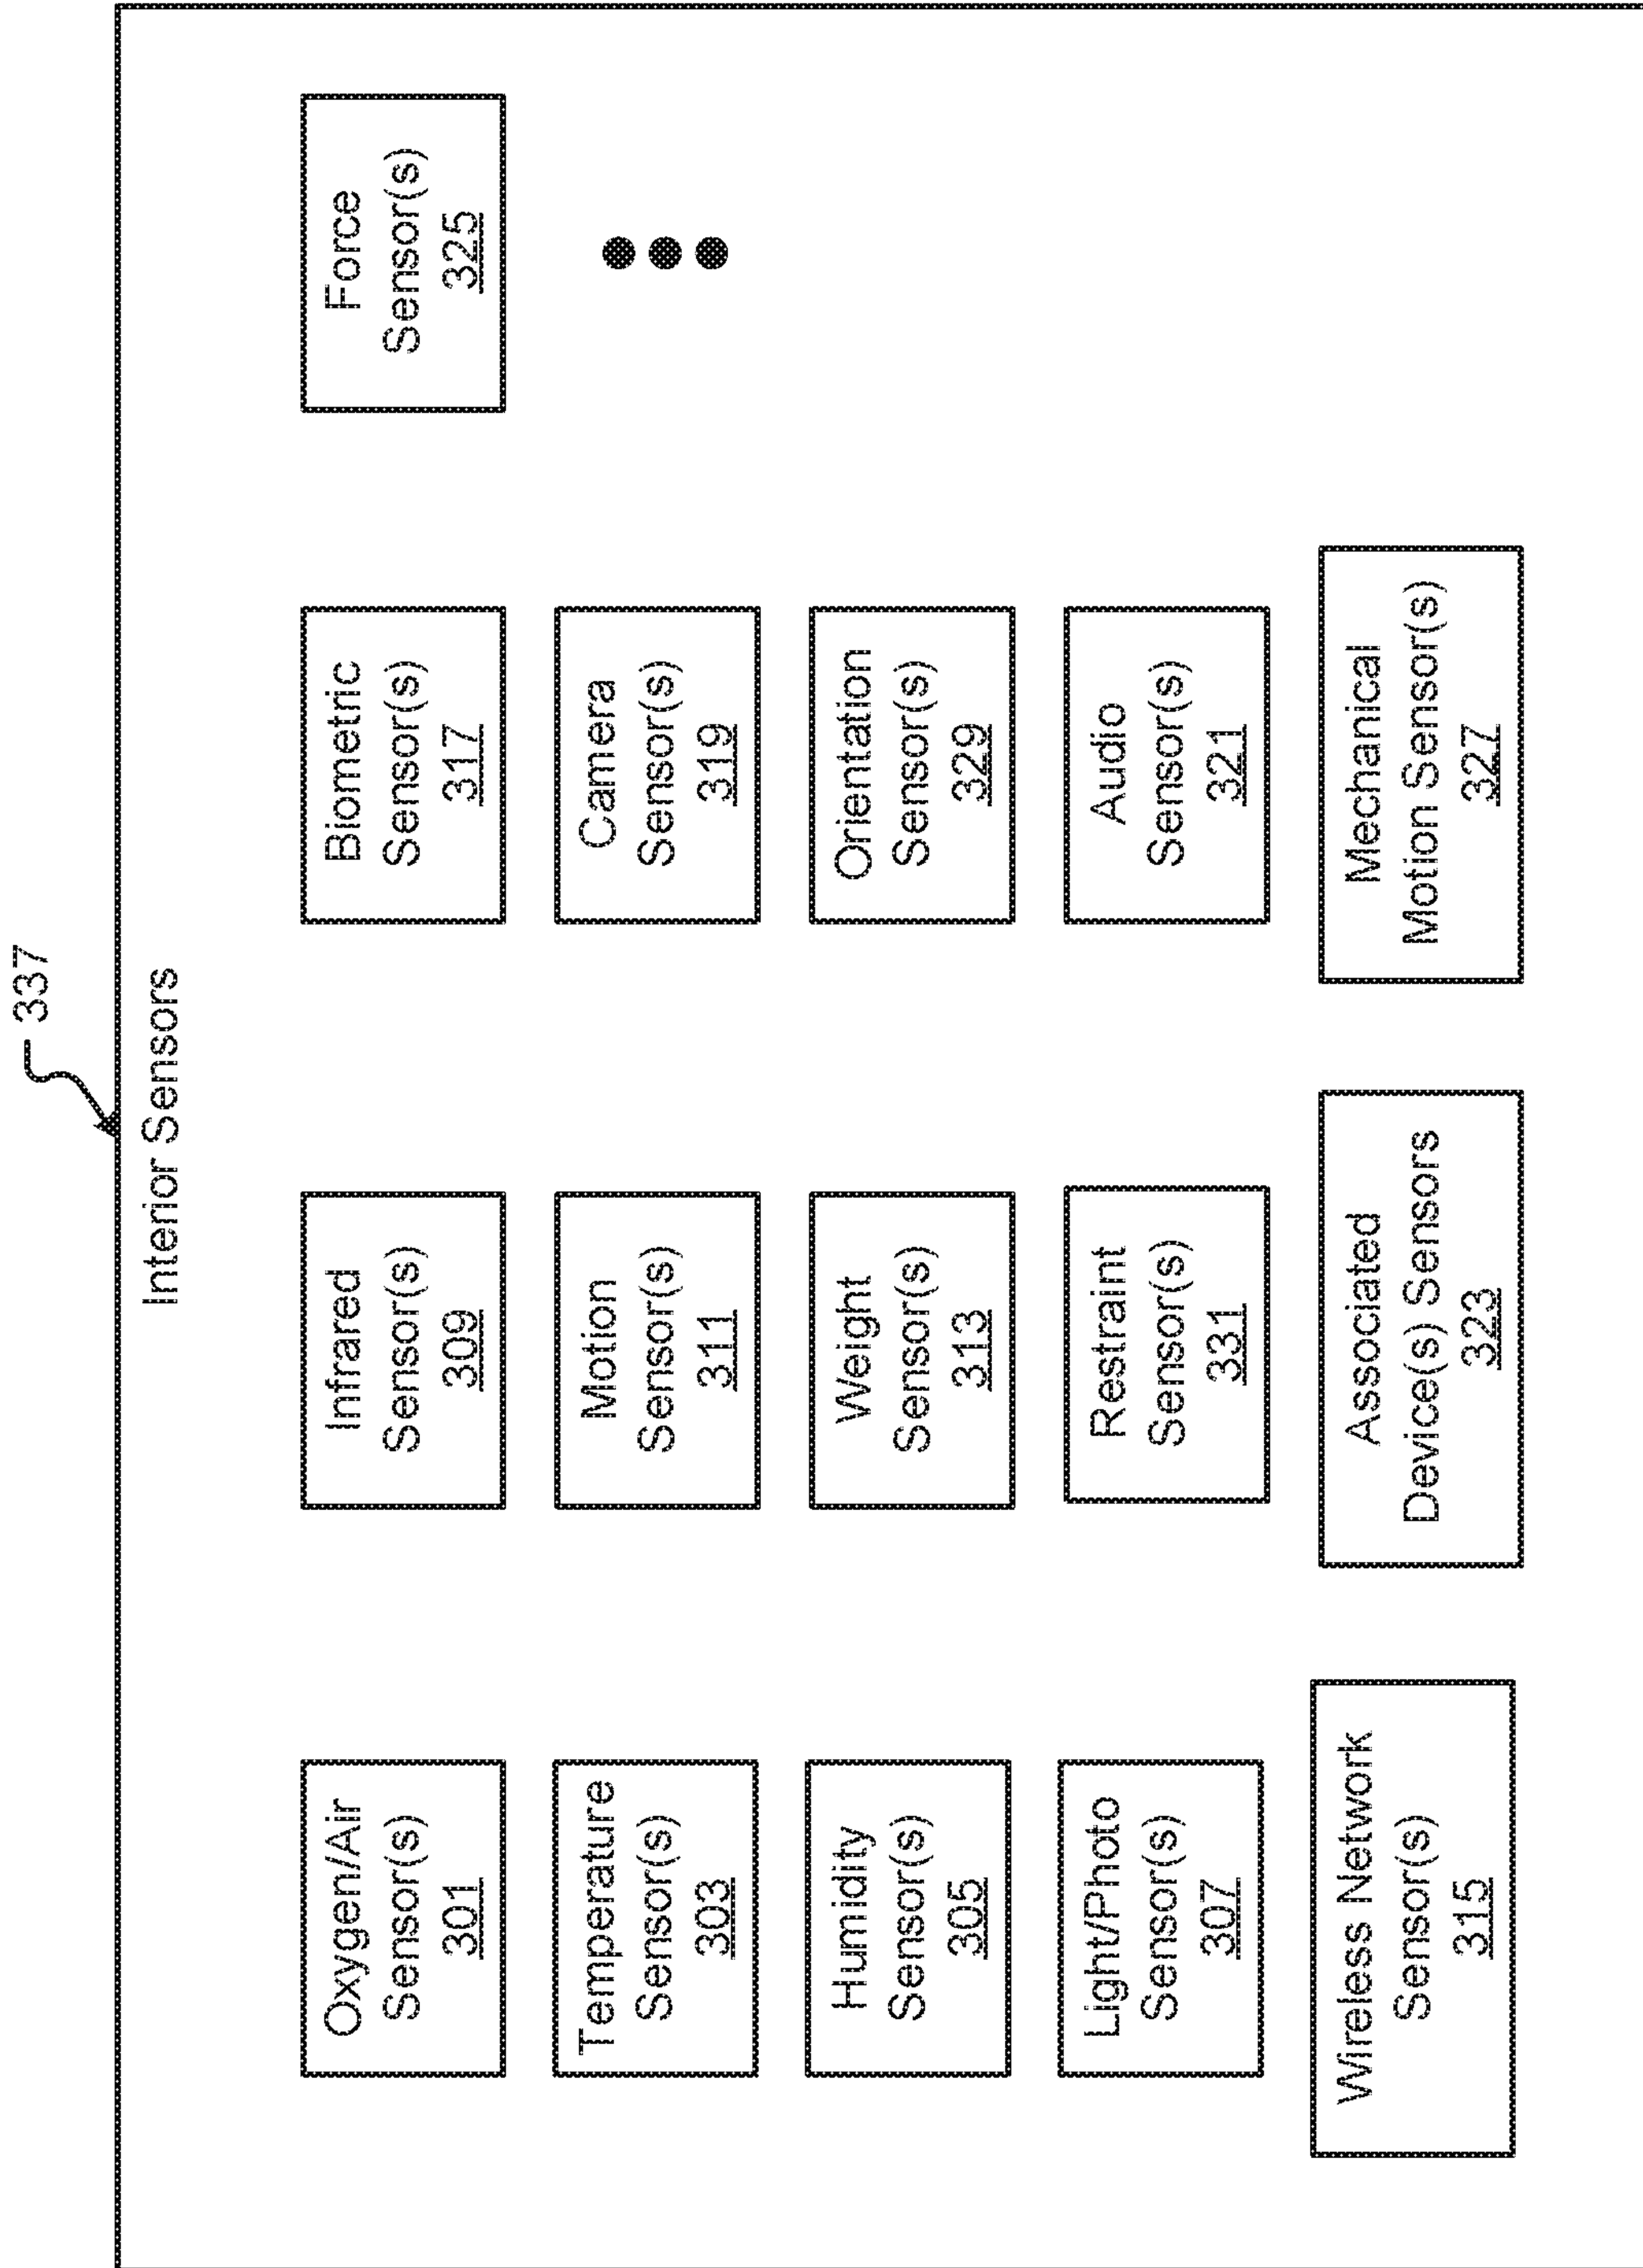 337
Interior Sensors
Oxygen/Air
Sensor(s)
301
Infrared
Sensor(s)
309
Biometric
Sensor(s)
317
Force
Sensor(s)
325
Temperature
Sensor(s)
303
Motion
Sensor(s)
311
Camera
Sensor(s)
319
Humidity
Sensor(s)
305
Weight
Sensor(s)
313
Orientation
Sensor(s)
329
Light/Photo
Sensor(s)
307
Restraint
Sensor(s)
331
Audio
Sensor(s)
321
Wireless Network
Sensor(s)
315
Associated
Device(s) Sensors
323
Mechanical
Motion Sensor(s)
327